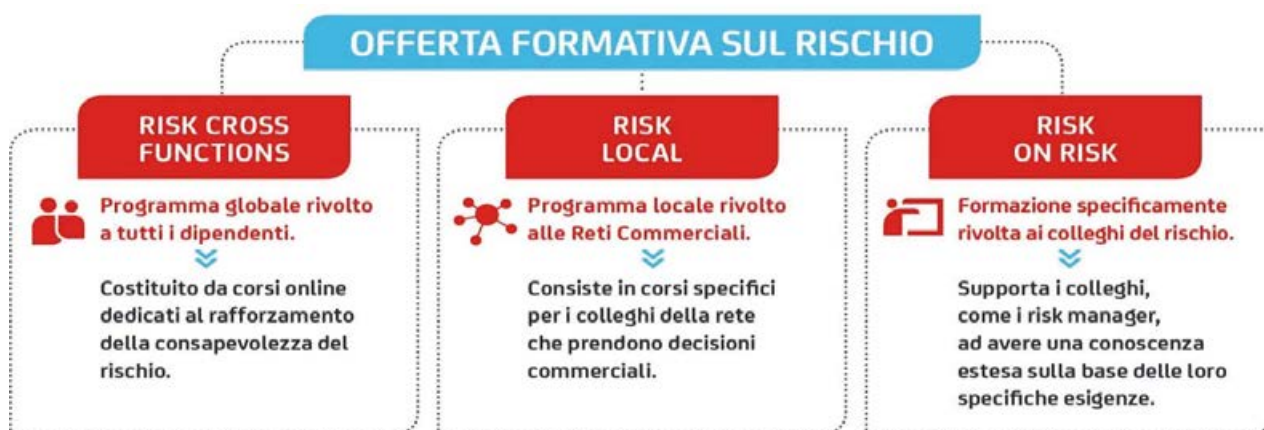 OFFERTA FORMATIVA SUL RISCHIO
RISK CROSS
FUNCTIONS
Programma globale rivolto
a tutti i dipendenti.
Costituito da corsi online
dedicati al rafforzamento
della consapevolezza del
rischio.
RISK
LOCAL
Programma locale rivolto
alle Reti Commerciali.
Consiste in corsi specifici
per i colleghi della rete
che prendono decisioni
commerciali.
RISK
ON RISK
Formazione specificamente
rivolta ai colleghi del rischio.
Supporta i colleghi,
come i risk manager,
ad avere una conoscenza
estesa sulla base delle loro
specifiche esigenze.